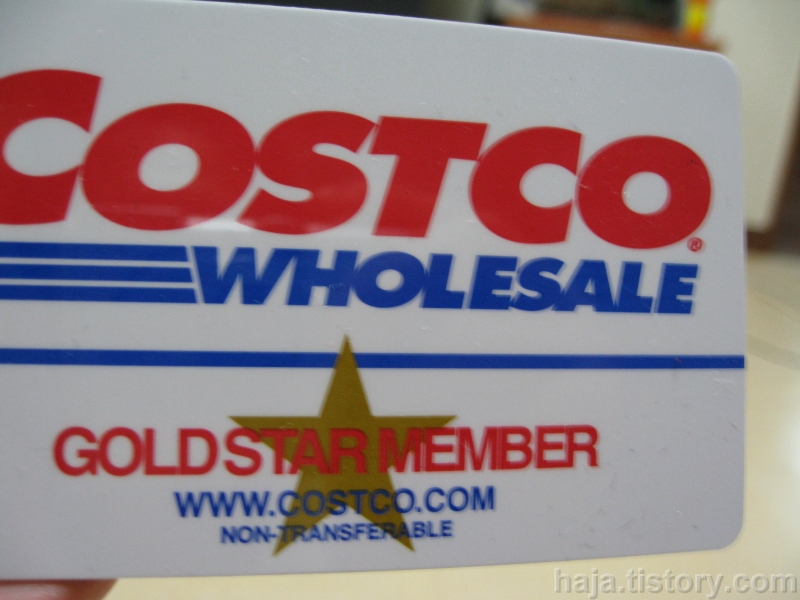 COSTCO®
WHOLESALE
GOLD STAR MEMBER
WWW.COSTCO.COM
NON-TRANSFERABLE
haja.tistory.com